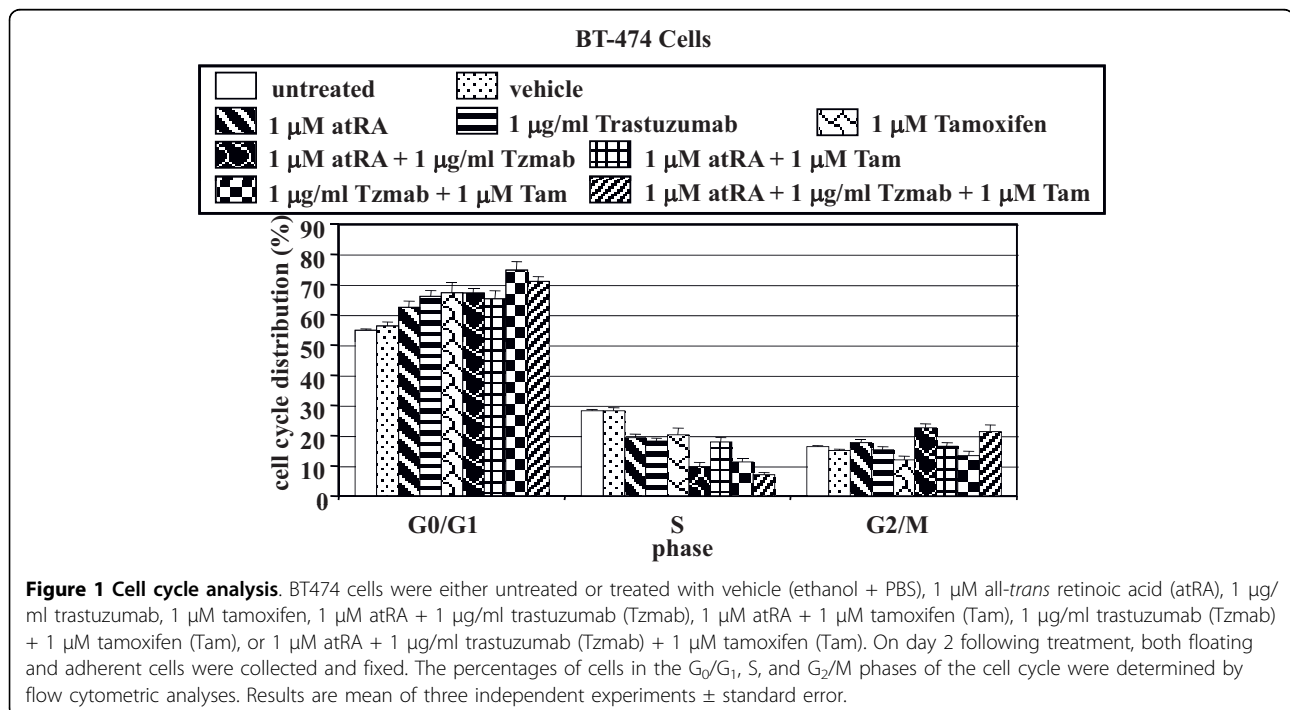 BT-474 Cells
untreated vehicle
1 μM atRA 1 μg/ml Trastuzumab 1 μM Tamoxifen
1 μM atRA + 1 μg/ml Tzmab 1 μM atRA + 1 μM Tam
1 μg/ml Tzmab + 1 μM Tam 1 μM atRA + 1 μg/ml Tzmab + 1 μM Tam
cell cycle distribution (%)
90
80
70
60
50
40
30
20
10
0
G0/G1 S G2/M
phase
Figure 1 Cell cycle analysis. BT474 cells were either untreated or treated with vehicle (ethanol + PBS), 1 μM all-trans retinoic acid (atRA), 1 μg/
ml trastuzumab, 1 μM tamoxifen, 1 μM atRA + 1 μg/ml trastuzumab (Tzmab), 1 μM atRA + 1 μM tamoxifen (Tam), 1 μg/ml trastuzumab (Tzmab)
+ 1 μM tamoxifen (Tam), or 1 μM atRA + 1 μg/ml trastuzumab (Tzmab) + 1 μM tamoxifen (Tam). On day 2 following treatment, both floating
and adherent cells were collected and fixed. The percentages of cells in the G₀/G₁, S, and G₂/M phases of the cell cycle were determined by
flow cytometric analyses. Results are mean of three independent experiments ± standard error.